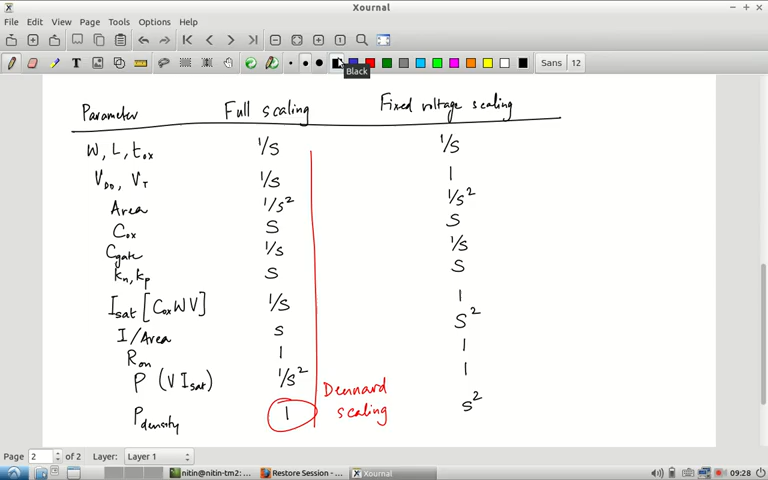 Xournal
File Edit View Page Tools Options Help
Sans 12
Black
Parameter Full scaling Fixed voltage scaling
W, L, tox 1/S 1/S
VDD, VT 1/S 1
Area 1/S² 1/S²
Cox S S
Cgate 1/S 1/S
kn, kp S S
Isat [Cox W V] 1/S 1
I/Area S S²
Ron 1 1
P (V Isat) 1/S² 1
Pdensity 1 S²
Dennard
scaling
Page 2 of 2 Layer: Layer 1
nitin@nitin-tm2: ~ Restore Session - ... Xournal 09:28